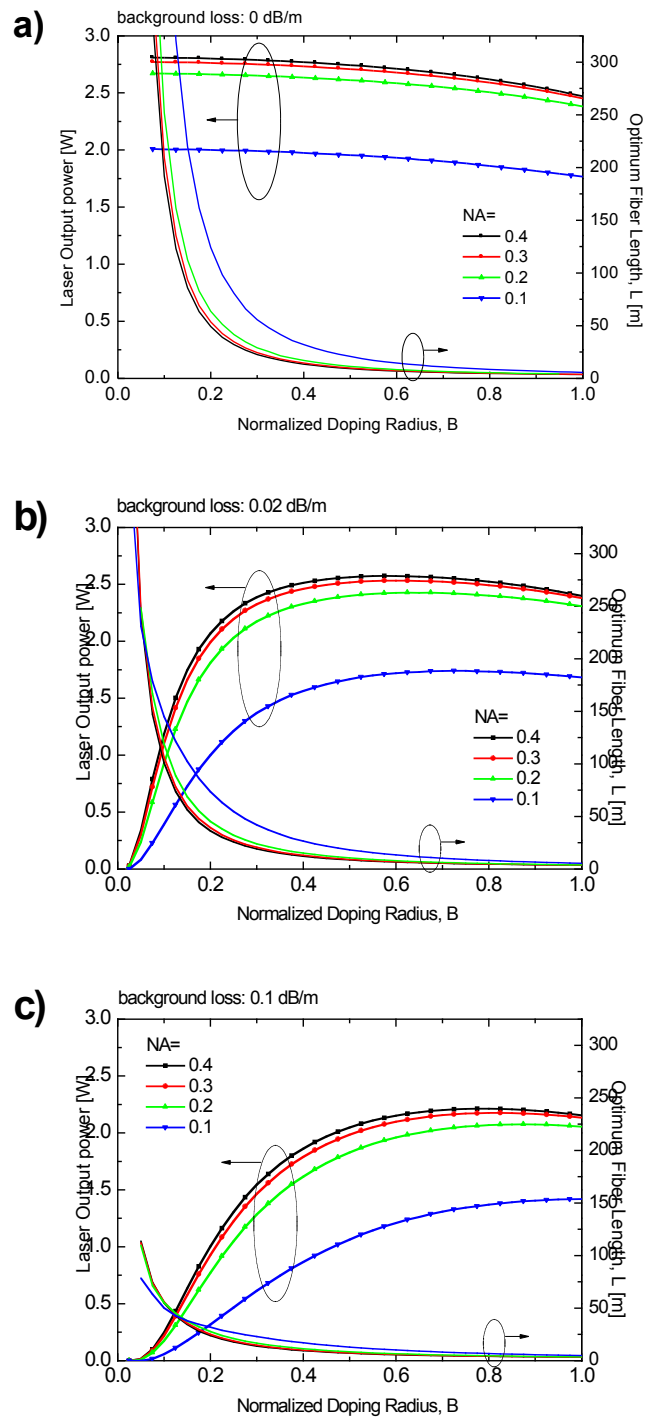 a)
background loss: 0 dB/m
3.0
2.5
2.0
1.5
1.0
0.5
0.0
Laser Output power [W]
300
250
200
150
100
50
0
Optimum Fiber Length, L [m]
NA=
0.4
0.3
0.2
0.1
0.0 0.2 0.4 0.6 0.8 1.0
Normalized Doping Radius, B
b)
background loss: 0.02 dB/m
3.0
2.5
2.0
1.5
1.0
0.5
0.0
Laser Output power [W]
300
250
200
150
100
50
0
Optimum Fiber Length, L [m]
NA=
0.4
0.3
0.2
0.1
0.0 0.2 0.4 0.6 0.8 1.0
Normalized Doping Radius, B
c)
background loss: 0.1 dB/m
3.0
2.5
2.0
1.5
1.0
0.5
0.0
Laser Output power [W]
NA=
0.4
0.3
0.2
0.1
300
250
200
150
100
50
0
Optimum Fiber Length, L [m]
0.0 0.2 0.4 0.6 0.8 1.0
Normalized Doping Radius, B